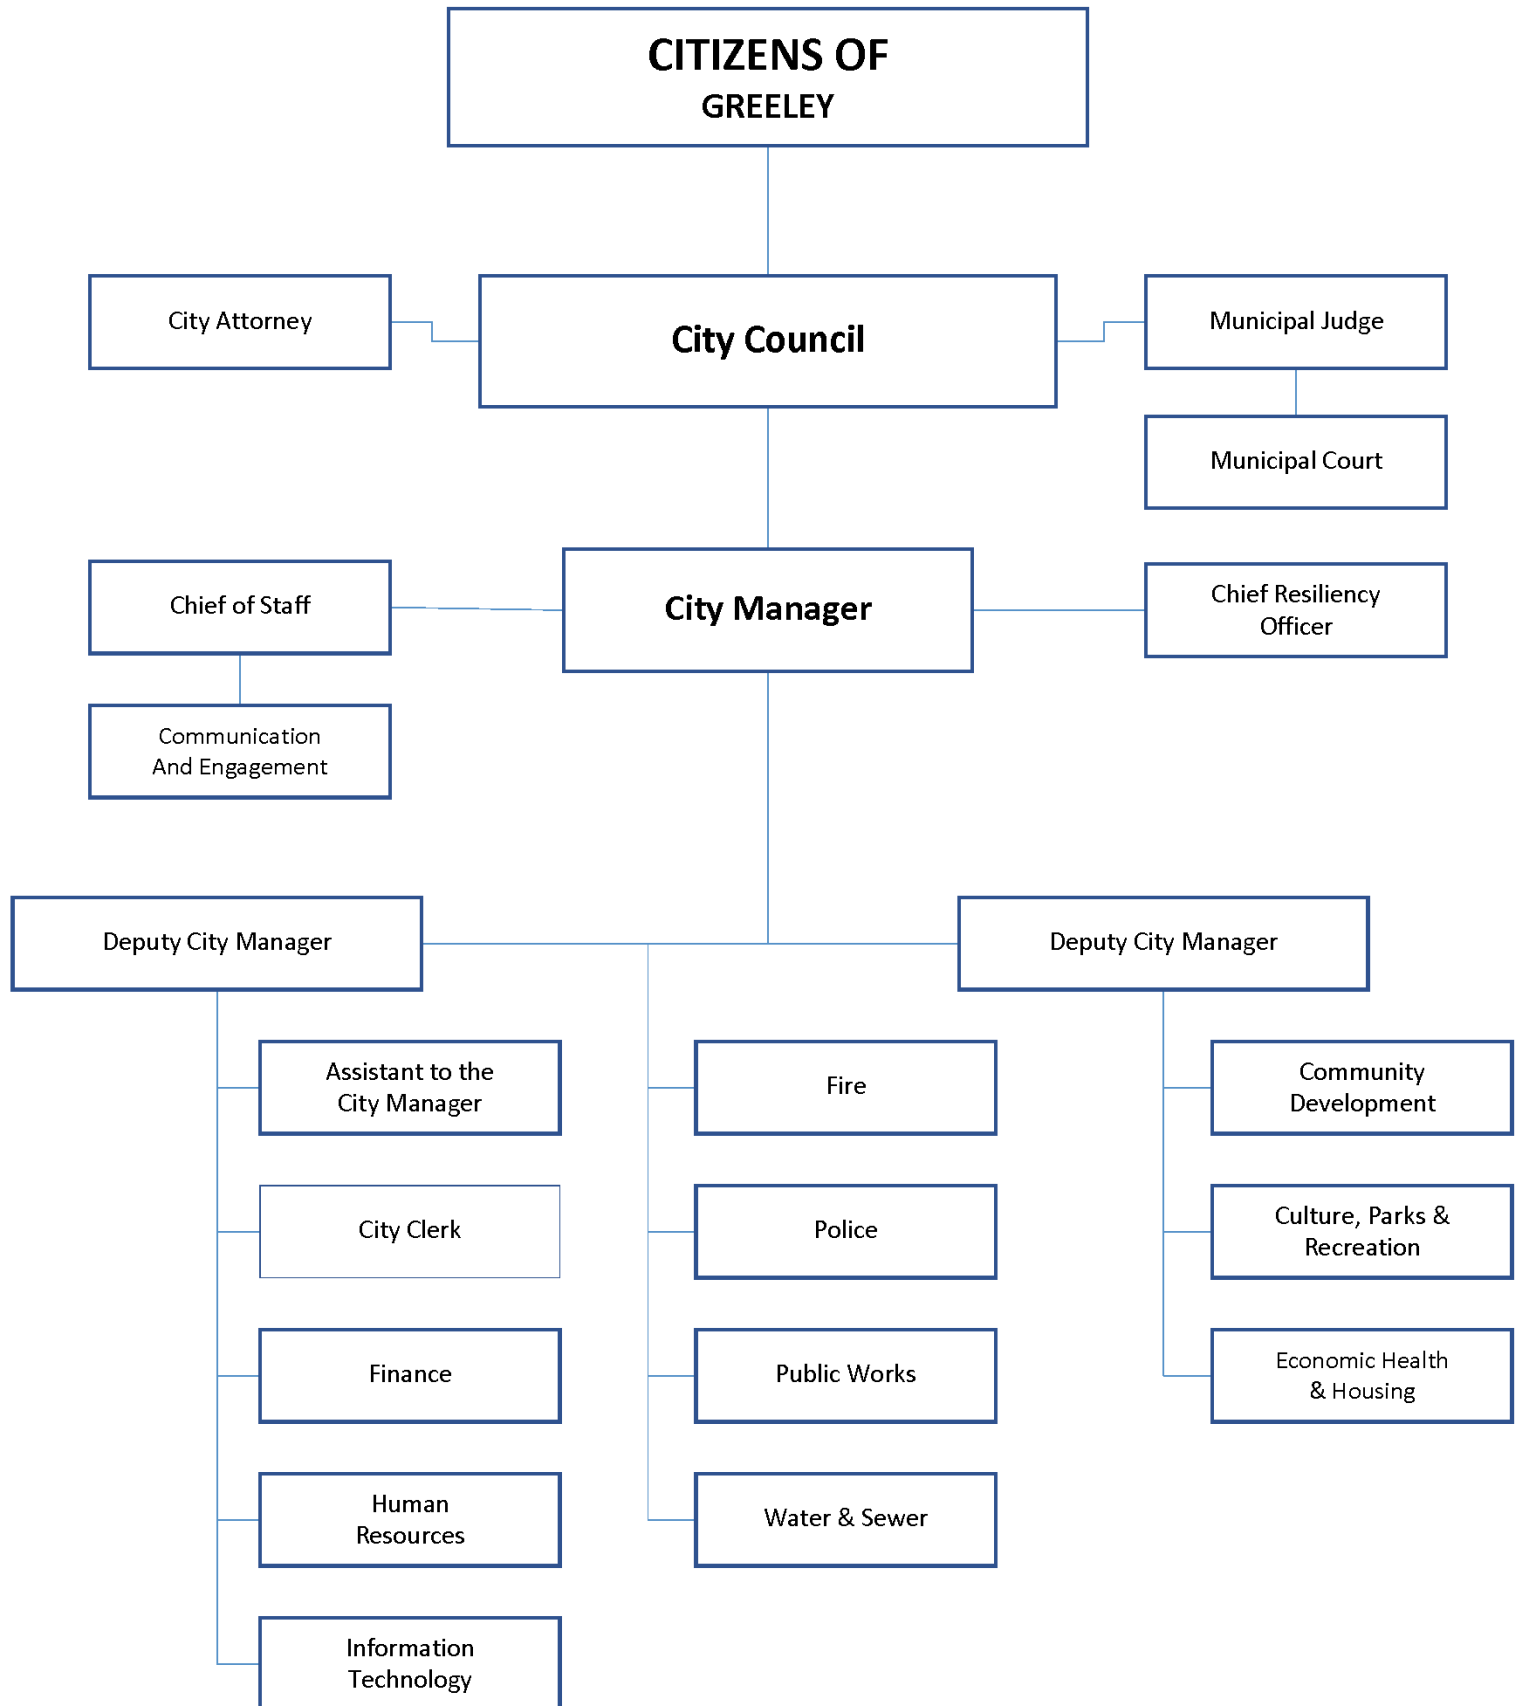 CITIZENS OF
GREELEY
City Attorney
City Council
Municipal Judge
Municipal Court
Chief of Staff
City Manager
Chief Resiliency
Officer
Communication
And Engagement
Deputy City Manager
Deputy City Manager
Assistant to the
City Manager
Fire
Community
Development
City Clerk
Police
Culture, Parks &
Recreation
Finance
Public Works
Economic Health
& Housing
Human
Resources
Water & Sewer
Information
Technology